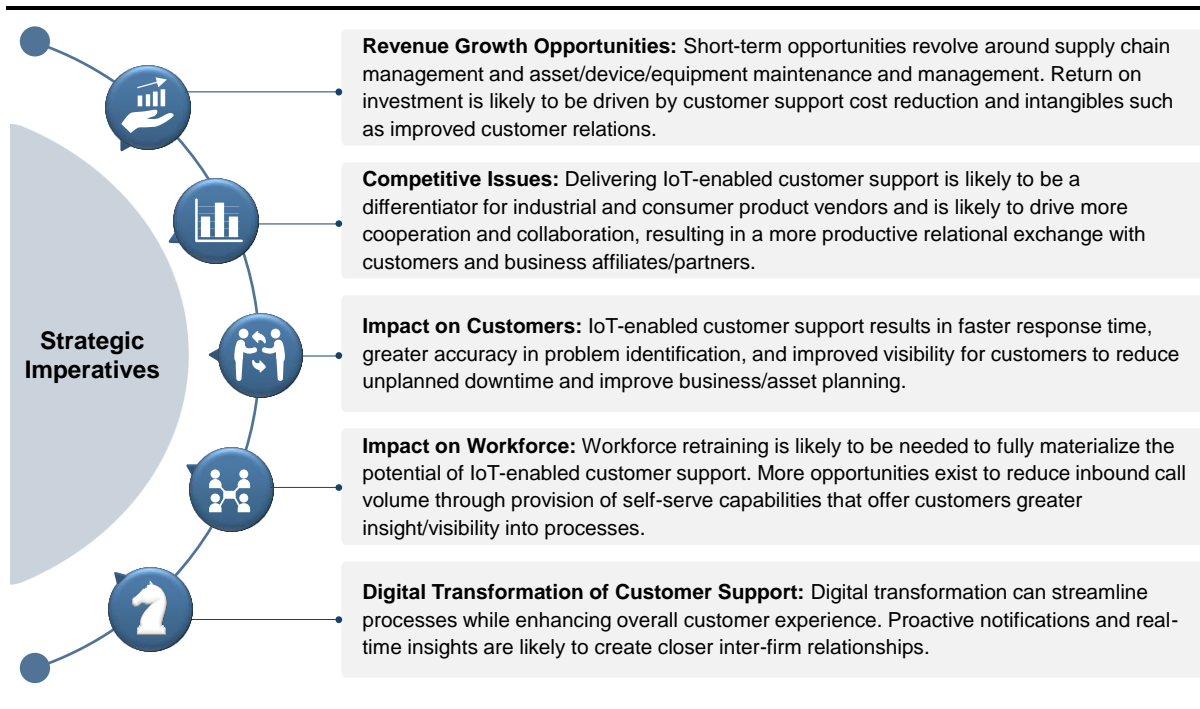 Strategic
Imperatives
Revenue Growth Opportunities: Short-term opportunities revolve around supply chain
management and asset/device/equipment maintenance and management. Return on
investment is likely to be driven by customer support cost reduction and intangibles such
as improved customer relations.
Competitive Issues: Delivering IoT-enabled customer support is likely to be a
differentiator for industrial and consumer product vendors and is likely to drive more
cooperation and collaboration, resulting in a more productive relational exchange with
customers and business affiliates/partners.
Impact on Customers: IoT-enabled customer support results in faster response time,
greater accuracy in problem identification, and improved visibility for customers to reduce
unplanned downtime and improve business/asset planning.
Impact on Workforce: Workforce retraining is likely to be needed to fully materialize the
potential of IoT-enabled customer support. More opportunities exist to reduce inbound call
volume through provision of self-serve capabilities that offer customers greater
insight/visibility into processes.
Digital Transformation of Customer Support: Digital transformation can streamline
processes while enhancing overall customer experience. Proactive notifications and real-
time insights are likely to create closer inter-firm relationships.